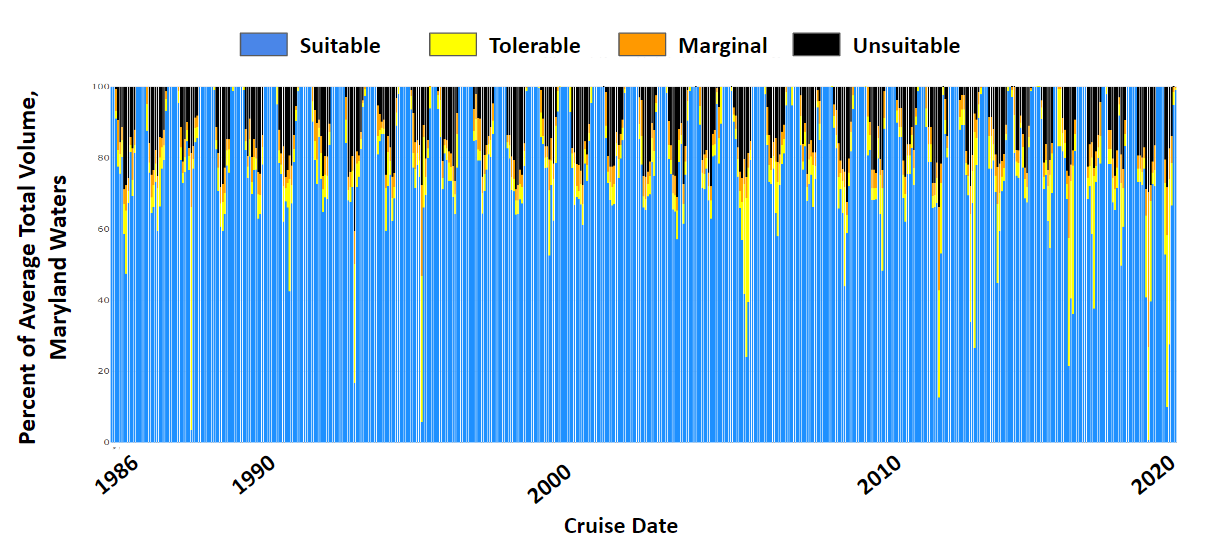 Suitable Tolerable Marginal Unsuitable
Percent of Average Total Volume,
Maryland Waters
100
80
60
40
20
0
1986 1990 2000 2010 2020
Cruise Date